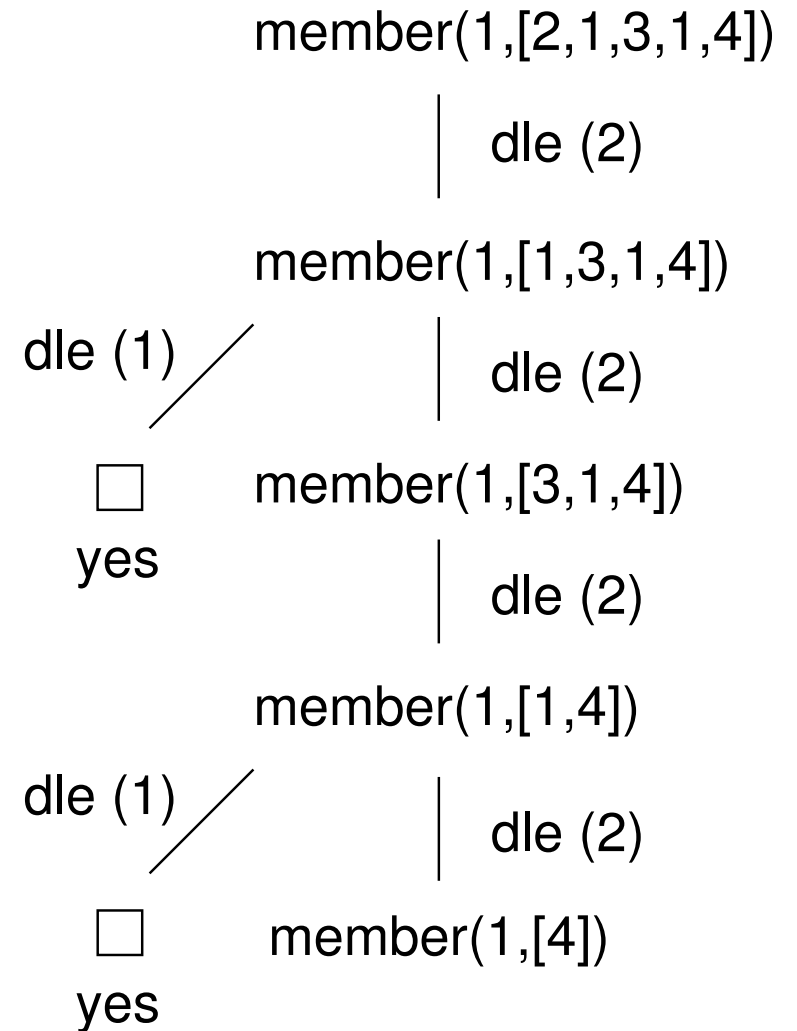 member(1,[2,1,3,1,4])
dle (2)
member(1,[1,3,1,4])
dle (1)
dle (2)
member(1,[3,1,4])
yes
dle (2)
member(1,[1,4])
dle (1)
dle (2)
member(1,[4])
yes